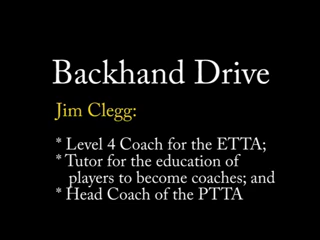 Backhand Drive
Jim Clegg:
* Level 4 Coach for the ETTA;
* Tutor for the education of
players to become coaches; and
* Head Coach of the PTTA